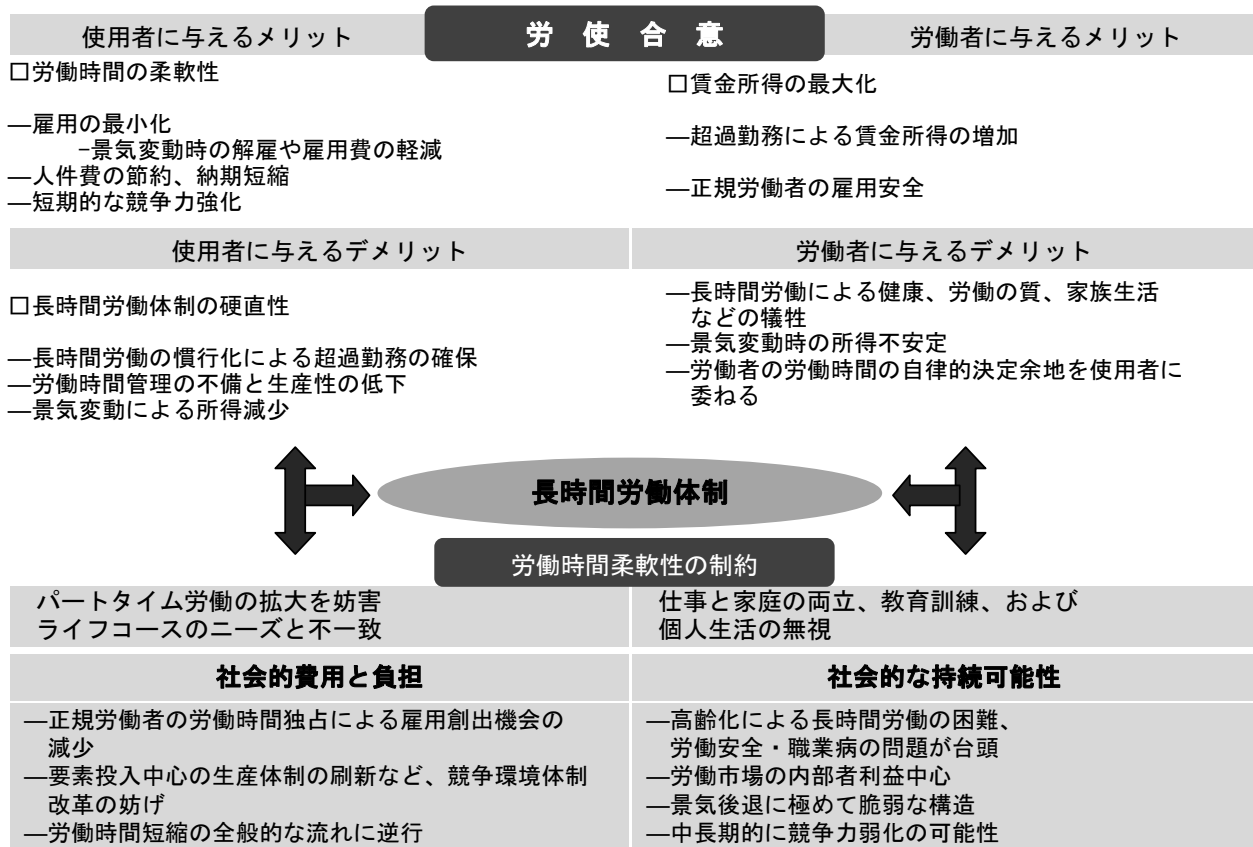 労使合意
使用者に与えるメリット
□労働時間の柔軟性
―雇用の最小化
－景気変動時の解雇や雇用費の軽減
―人件費の節約、納期短縮
―短期的な競争力強化
労働者に与えるメリット
□賃金所得の最大化
―超過勤務による賃金所得の増加
―正規労働者の雇用安全
使用者に与えるデメリット
□長時間労働体制の硬直性
―長時間労働の慣行化による超過勤務の確保
―労働時間管理の不備と生産性の低下
―景気変動による所得減少
労働者に与えるデメリット
―長時間労働による健康、労働の質、家族生活
などの犠牲
―景気変動時の所得不安定
―労働者の労働時間の自律的決定余地を使用者に
委ねる
長時間労働体制
労働時間柔軟性の制約
パートタイム労働の拡大を妨害
ライフコースのニーズと不一致
仕事と家庭の両立、教育訓練、および
個人生活の無視
社会的費用と負担
―正規労働者の労働時間独占による雇用創出機会の
減少
―要素投入中心の生産体制の刷新など、競争環境体制
改革の妨げ
―労働時間短縮の全般的な流れに逆行
社会的な持続可能性
―高齢化による長時間労働の困難、
労働安全・職業病の問題が台頭
―労働市場の内部者利益中心
―景気後退に極めて脆弱な構造
―中長期的に競争力弱化の可能性